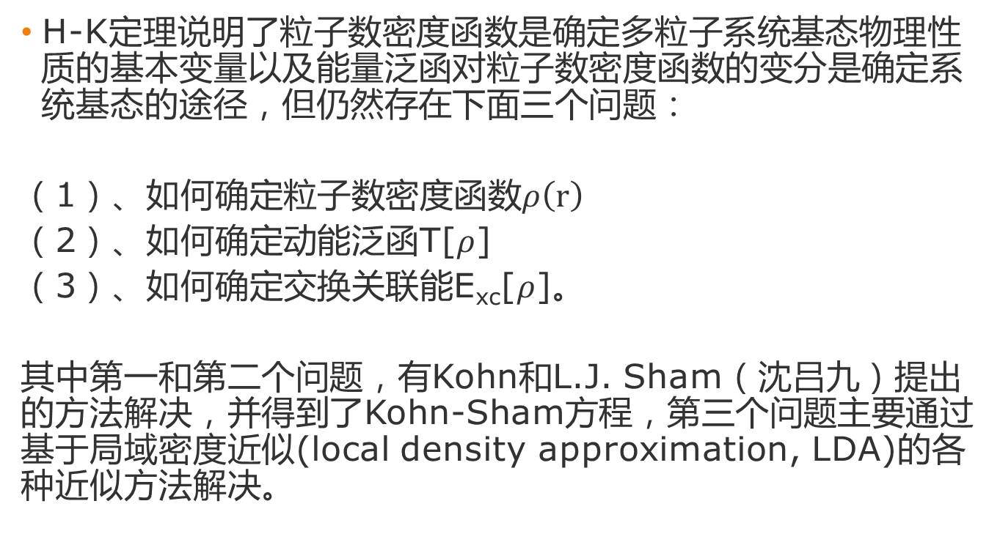 • H-K定理说明了粒子数密度函数是确定多粒子系统基态物理性
质的基本变量以及能量泛函对粒子数密度函数的变分是确定系
统基态的途径，但仍然存在下面三个问题：
（1）、如何确定粒子数密度函数ρ(r)
（2）、如何确定动能泛函T[ρ]
（3）、如何确定交换关联能Exc[ρ]。
其中第一和第二个问题，有Kohn和L.J. Sham（沈吕九）提出
的方法解决，并得到了Kohn-Sham方程，第三个问题主要通过
基于局域密度近似(local density approximation, LDA)的各
种近似方法解决。